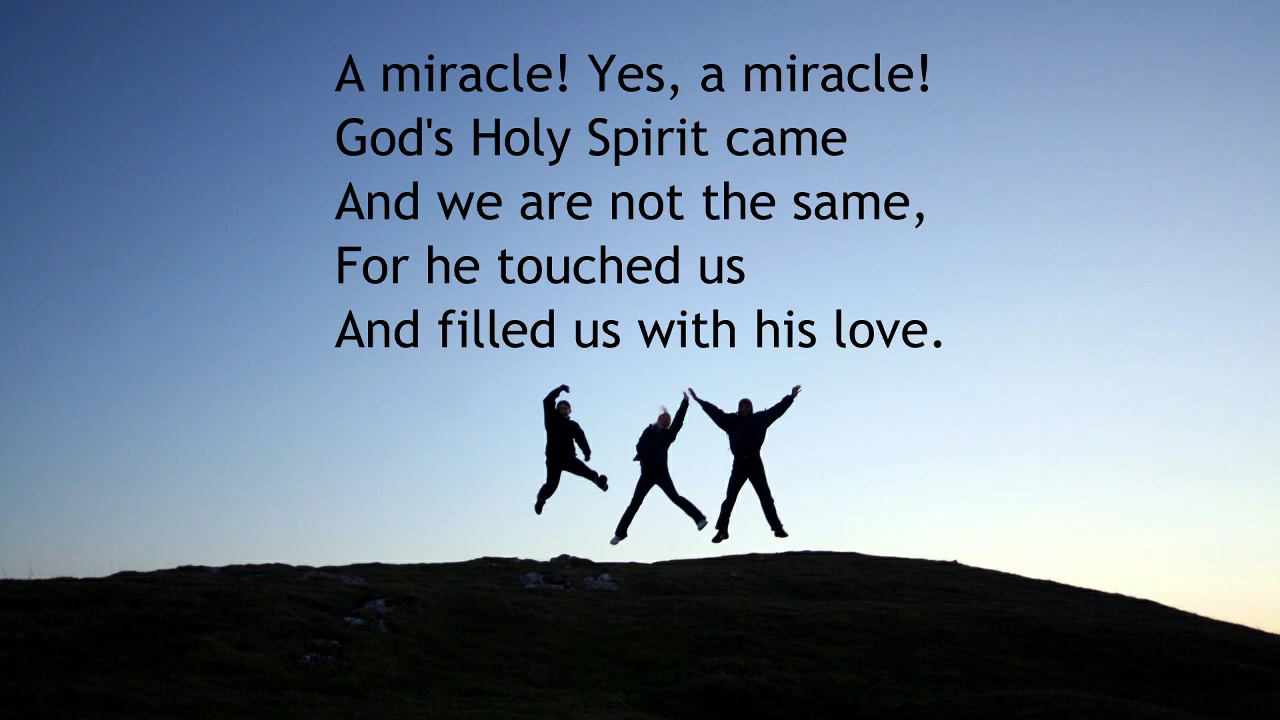 A miracle! Yes, a miracle!
God's Holy Spirit came
And we are not the same,
For he touched us
And filled us with his love.